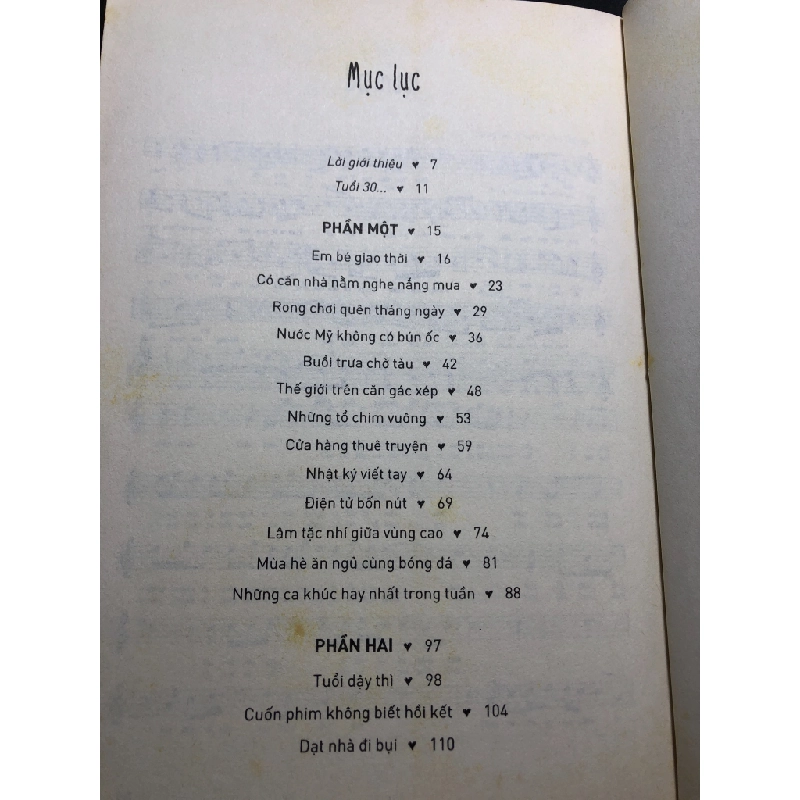 Mục lục
Lời giới thiệu ♥ 7
Tuổi 30... ♥ 11
PHẦN MỘT ♥ 15
Em bé giao thời ♥ 16
Có căn nhà nằm nghe nắng mưa ♥ 23
Rong chơi quên tháng ngày ♥ 29
Nước Mỹ không có bún ốc ♥ 36
Buổi trưa chờ tàu ♥ 42
Thế giới trên căn gác xép ♥ 48
Những tổ chim vuông ♥ 53
Cửa hàng thuê truyện ♥ 59
Nhật ký viết tay ♥ 64
Điện tử bốn nút ♥ 69
Lâm tặc nhí giữa vùng cao ♥ 74
Mùa hè ăn ngủ cùng bóng đá ♥ 81
Những ca khúc hay nhất trong tuần ♥ 88
PHẦN HAI ♥ 97
Tuổi dậy thì ♥ 98
Cuốn phim không biết hồi kết ♥ 104
Dạt nhà đi bụi ♥ 110